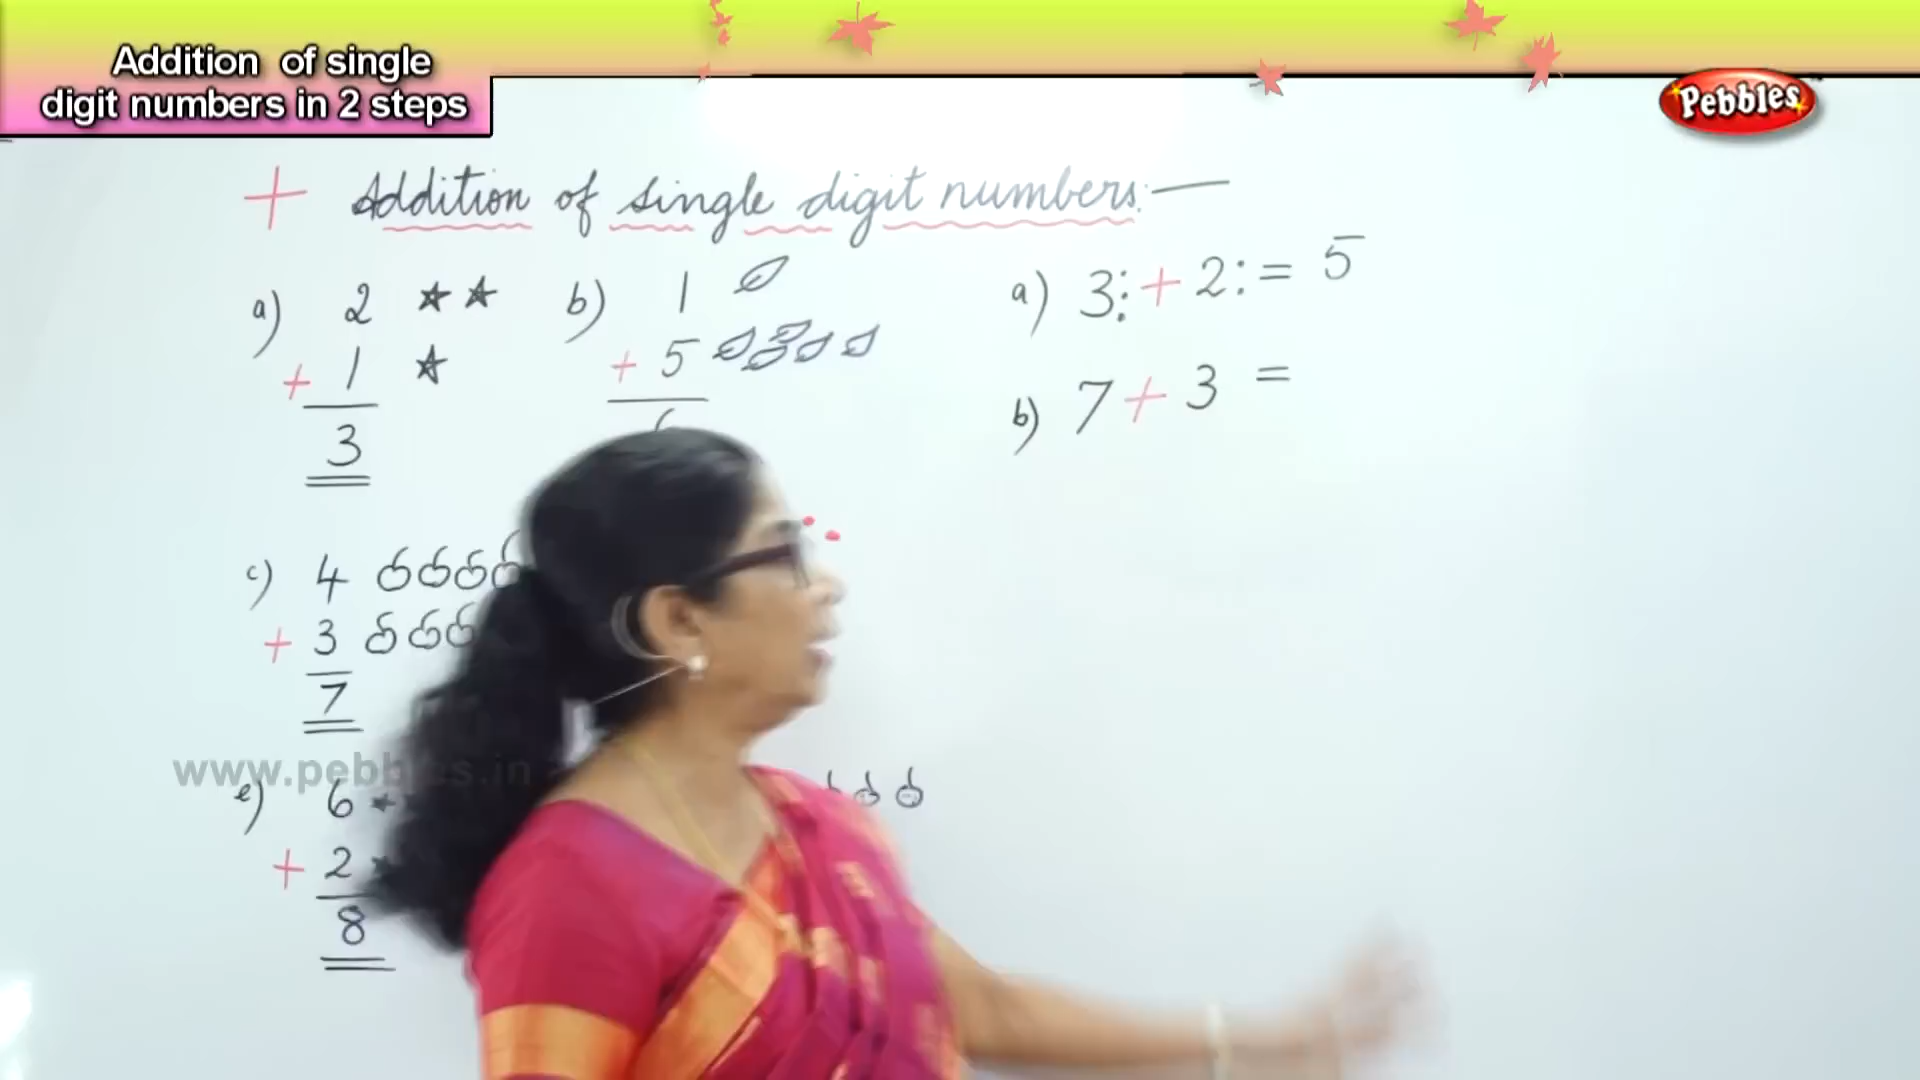 Addition of single
digit numbers in 2 steps
Pebbles
+ Addition of single digit numbers:—
a) 2
+ 1
3
b) 1
+ 5
c) 4
+ 3
7
e) 6
+ 2
8
a) 3 + 2 = 5
b) 7 + 3 =
www.pebbles.in